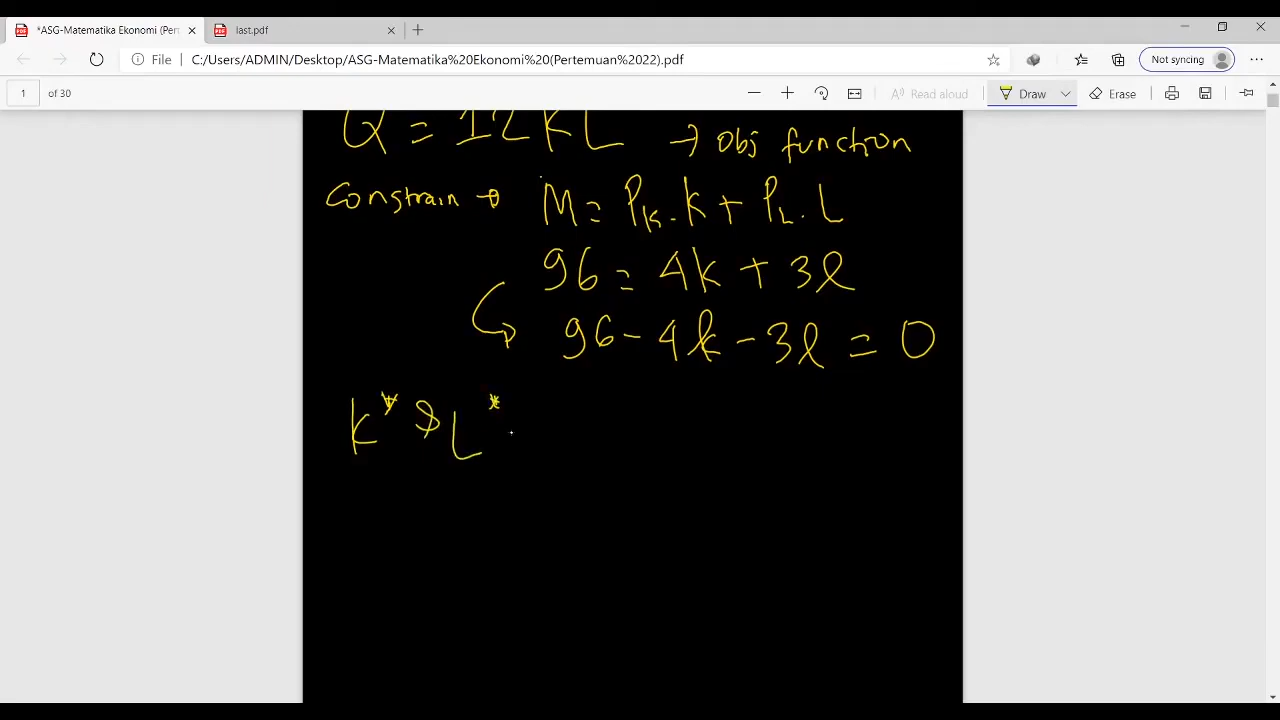 *ASG-Matematika Ekonomi (Pert
last.pdf
File
C:/Users/ADMIN/Desktop/ASG-Matematika%20Ekonomi%20(Pertemuan%2022).pdf
Not syncing
1 of 30
Read aloud
Draw
Erase
Q = 12KL → Obj function
Constrain → M = PK . K + PL . L
96 = 4k + 3l
96 - 4k - 3l = 0
K* & L*